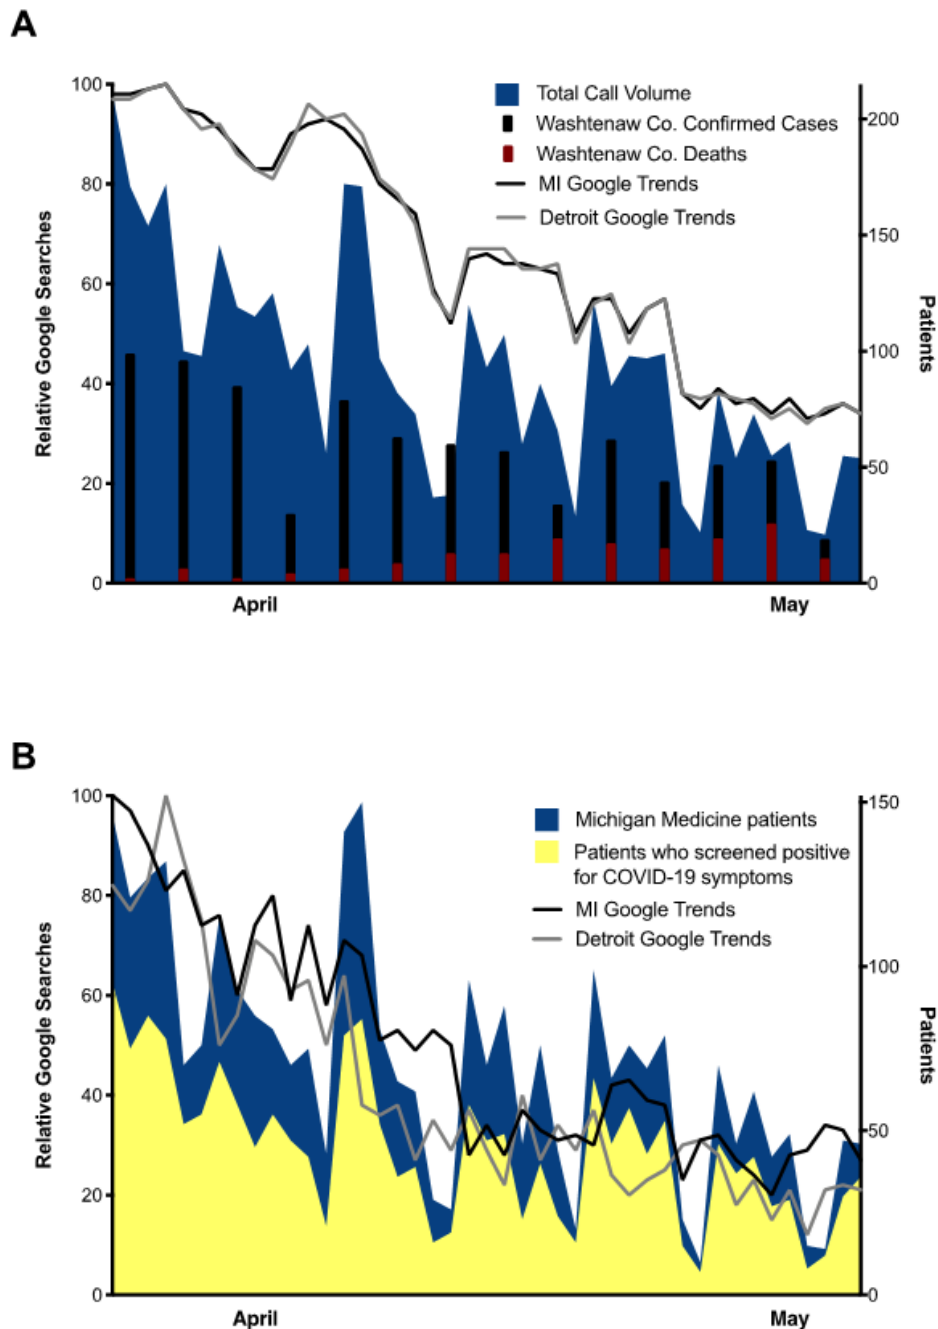 A
100
80
60
40
20
0
Relative Google Searches
Total Call Volume
Washtenaw Co. Confirmed Cases
Washtenaw Co. Deaths
MI Google Trends
Detroit Google Trends
200
150
100
50
0
Patients
April
May
B
100
80
60
40
20
0
Relative Google Searches
Michigan Medicine patients
Patients who screened positive
for COVID-19 symptoms
MI Google Trends
Detroit Google Trends
150
100
50
0
Patients
April
May